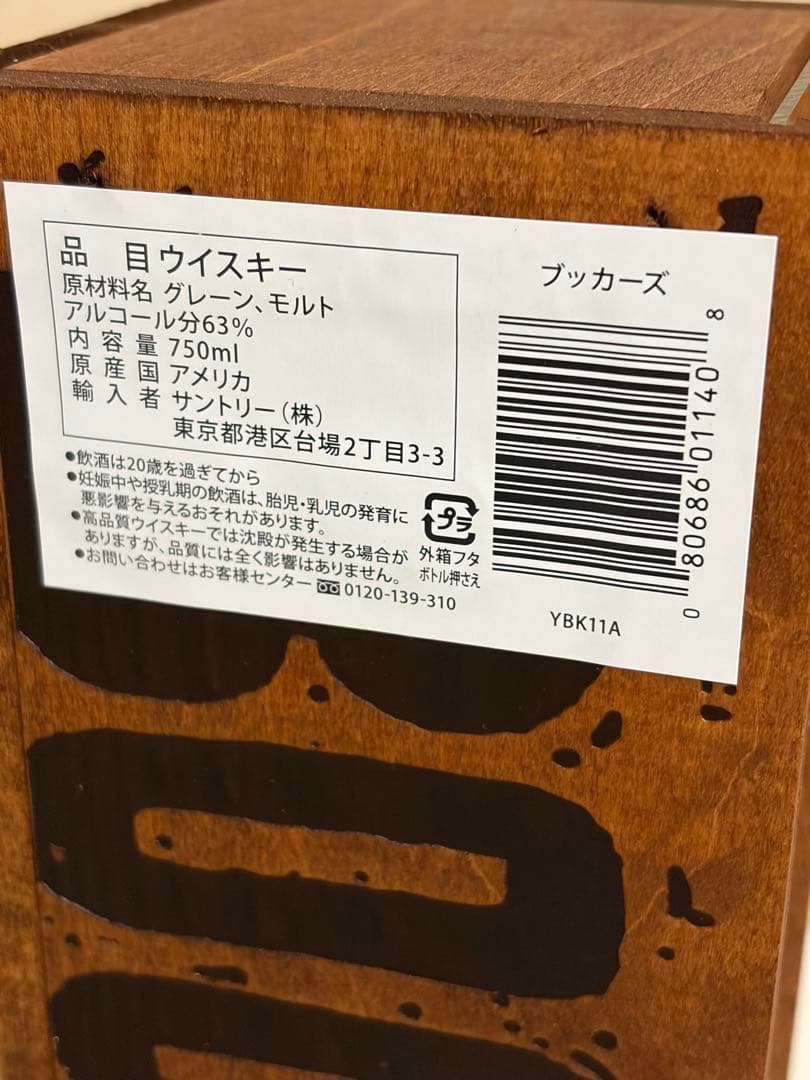 品 目 ウイスキー
原材料名 グレーン、モルト
アルコール分63%
内容量 750ml
原産国 アメリカ
輸入者 サントリー(株)
東京都港区台場2丁目3-3
●飲酒は20歳を過ぎてから
●妊娠中や授乳期の飲酒は、胎児・乳児の発育に
悪影響を与えるおそれがあります。
●高品質ウイスキーでは沈殿が発生する場合が
ありますが、品質には全く影響はありません。
●お問い合わせはお客様センター 0120-139-310
プラ
外箱フタ
ボトル押さえ
ブッカーズ
0 80686 01140 8
YBK11A